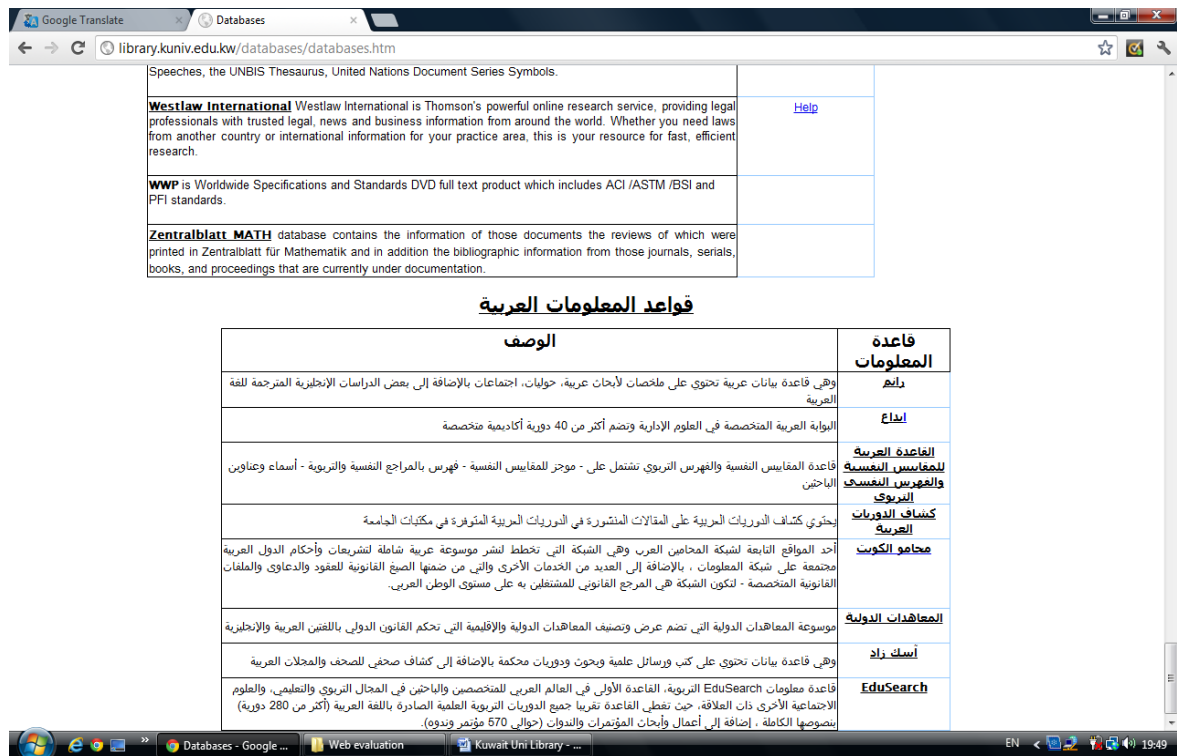 Google Translate
Databases
library.kuniv.edu.kw/databases/databases.htm
Speeches, the UNBIS Thesaurus, United Nations Document Series Symbols.
Westlaw International Westlaw International is Thomson's powerful online research service, providing legal
professionals with trusted legal, news and business information from around the world. Whether you need laws
from another country or international information for your practice area, this is your resource for fast, efficient
research.
Help
WWP is Worldwide Specifications and Standards DVD full text product which includes ACI /ASTM /BSI and
PFI standards.
Zentralblatt MATH database contains the information of those documents the reviews of which were
printed in Zentralblatt für Mathematik and in addition the bibliographic information from those journals, serials,
books, and proceedings that are currently under documentation.
قواعد المعلومات العربية
قاعدة
المعلومات
الوصف
رانم
وهي قاعدة بيانات عربية تحتوي على ملخصات لأبحاث عربية، حوليات، اجتماعات بالإضافة إلى بعض الدراسات الإنجليزية المترجمة للغة
العربية
ابداع
البوابة العربية المتخصصة في العلوم الإدارية وتضم أكثر من 40 دورية أكاديمية متخصصة
القاعدة العربية
للمقاييس النفسية
والفهرس النفسي
التربوي
قاعدة المقاييس النفسية والفهرس التربوي تشتمل على - موجز للمقاييس النفسية - فهرس بالمراجع النفسية والتربوية - أسماء وعناوين
الباحثين
كشاف الدوريات
العربية
يحتوي كشاف الدوريات العربية على المقالات المنشورة في الدوريات العربية المتوفرة في مكتبات الجامعة
محامو الكويت
أحد المواقع التابعة لشبكة المحامين العرب وهي الشبكة التي تخطط لنشر موسوعة عربية شاملة لتشريعات وأحكام الدول العربية
مجتمعة على شبكة المعلومات ، بالإضافة إلى العديد من الخدمات الأخرى والتي من ضمنها الصيغ القانونية للعقود والدعاوى والملفات
القانونية المتخصصة - لتكون الشبكة هي المرجع القانوني للمشتغلين به على مستوى الوطن العربي.
المعاهدات الدولية
موسوعة المعاهدات الدولية التي تضم عرض وتصنيف المعاهدات الدولية والإقليمية التي تحكم القانون الدولي باللغتين العربية والإنجليزية
أسك زاد
وهي قاعدة بيانات تحتوي على كتب ورسائل علمية وبحوث ودوريات محكمة بالإضافة إلى كشاف صحفي للصحف والمجلات العربية
EduSearch
قاعدة معلومات EduSearch التربوية، القاعدة الأولى في العالم العربي للمتخصصين والباحثين في المجال التربوي والتعليمي، والعلوم
الاجتماعية الأخرى ذات العلاقة، حيث تغطي القاعدة تقريبا جميع الدوريات التربوية العلمية الصادرة باللغة العربية (أكثر من 280 دورية)
بنصوصها الكاملة ، إضافة إلى أعمال وأبحاث المؤتمرات والندوات (حوالي 570 مؤتمر وندوه).
Databases - Google ...
Web evaluation
Kuwait Uni Library - ...
EN
19:49